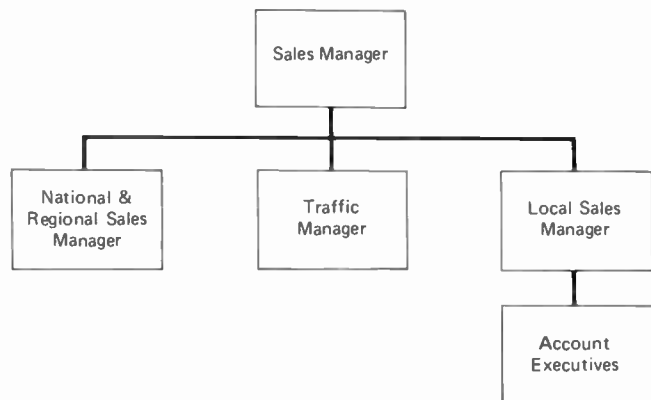 Sales Manager
National &
Regional Sales
Manager
Traffic
Manager
Local Sales
Manager
Account
Executives